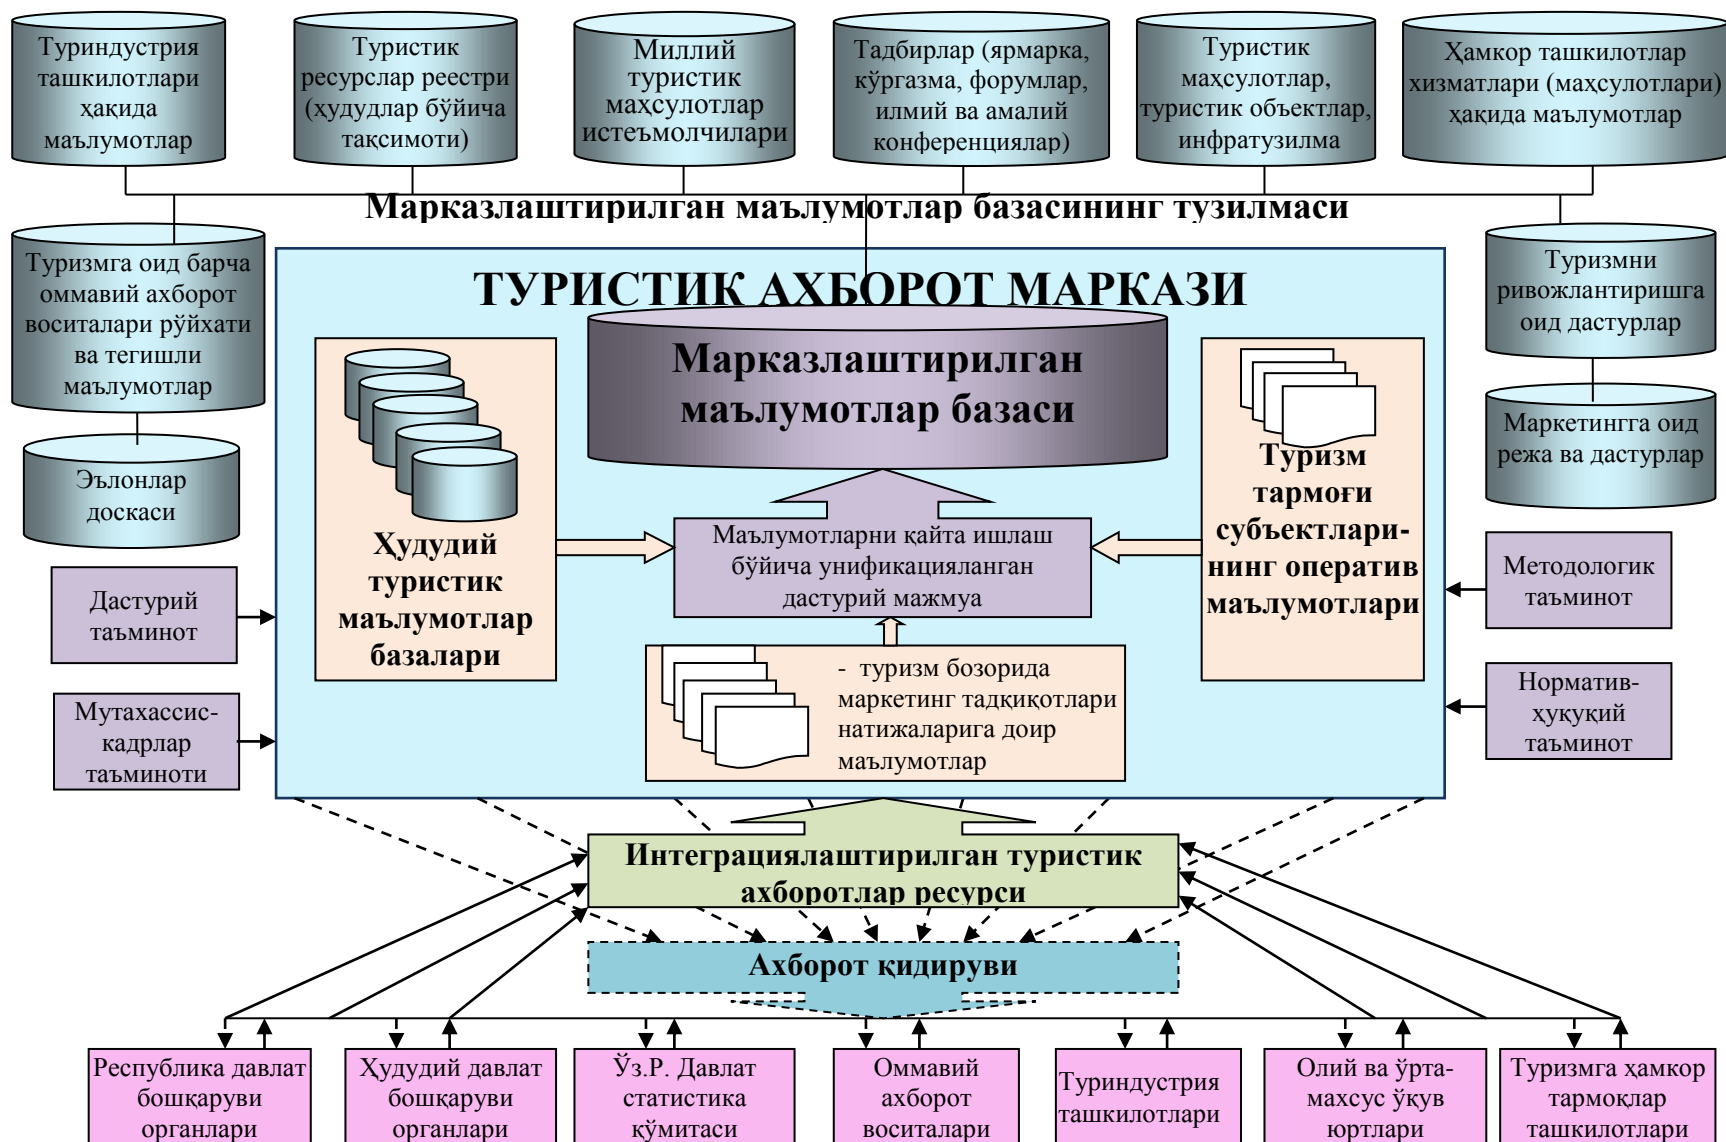 Туриндустрия
ташкилотлари
ҳақида
маълумотлар
Туристик
ресурслар реестри
(ҳудудлар бўйича
тақсимоти)
Миллий
туристик
маҳсулотлар
истеъмолчилари
Тадбирлар (ярмарка,
кўргазма, форумлар,
илмий ва амалий
конференциялар)
Туристик
маҳсулотлар,
туристик объектлар,
инфратузилма
Ҳамкор ташкилотлар
хизматлари (маҳсулотлари)
ҳақида маълумотлар
Марказлаштирилган маълумотлар базасининг тузилмаси
Туризмга оид барча
оммавий ахборот
воситалари рўйхати
ва тегишли
маълумотлар
Эълонлар
доскаси
Туризмни
ривожлантиришга
оид дастурлар
Маркетингга оид
режа ва дастурлар
ТУРИСТИК АХБОРОТ МАРКАЗИ
Марказлаштирилган
маълумотлар базаси
Ҳудудий
туристик
маълумотлар
базалари
Маълумотларни қайта ишлаш
бўйича унификацияланган
дастурий мажмуа
Туризм
тармоғи
субъектлари-
нинг оператив
маълумотлари
- туризм бозорида
маркетинг тадқиқотлари
натижаларига доир
маълумотлар
Дастурий
таъминот
Мутахассис-
кадрлар
таъминоти
Методологик
таъминот
Норматив-
ҳуқуқий
таъминот
Интеграциялаштирилган туристик
ахборотлар ресурси
Ахборот қидируви
Республика давлат
бошқаруви
органлари
Ҳудудий давлат
бошқаруви
органлари
Ўз.Р. Давлат
статистика
қўмитаси
Оммавий
ахборот
воситалари
Туриндустрия
ташкилотлари
Олий ва ўрта-
махсус ўқув
юртлари
Туризмга ҳамкор
тармоқлар
ташкилотлари